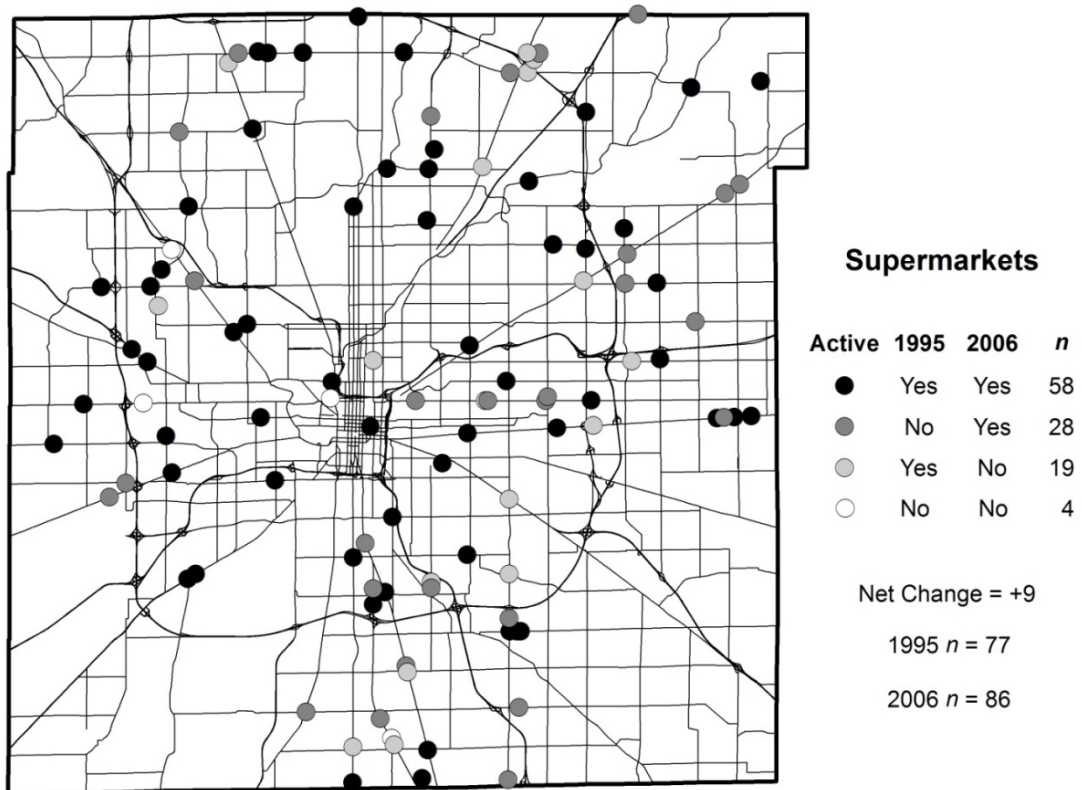 Supermarkets
Active 1995 2006 n
Yes Yes 58
No Yes 28
Yes No 19
No No 4
Net Change = +9
1995 n = 77
2006 n = 86